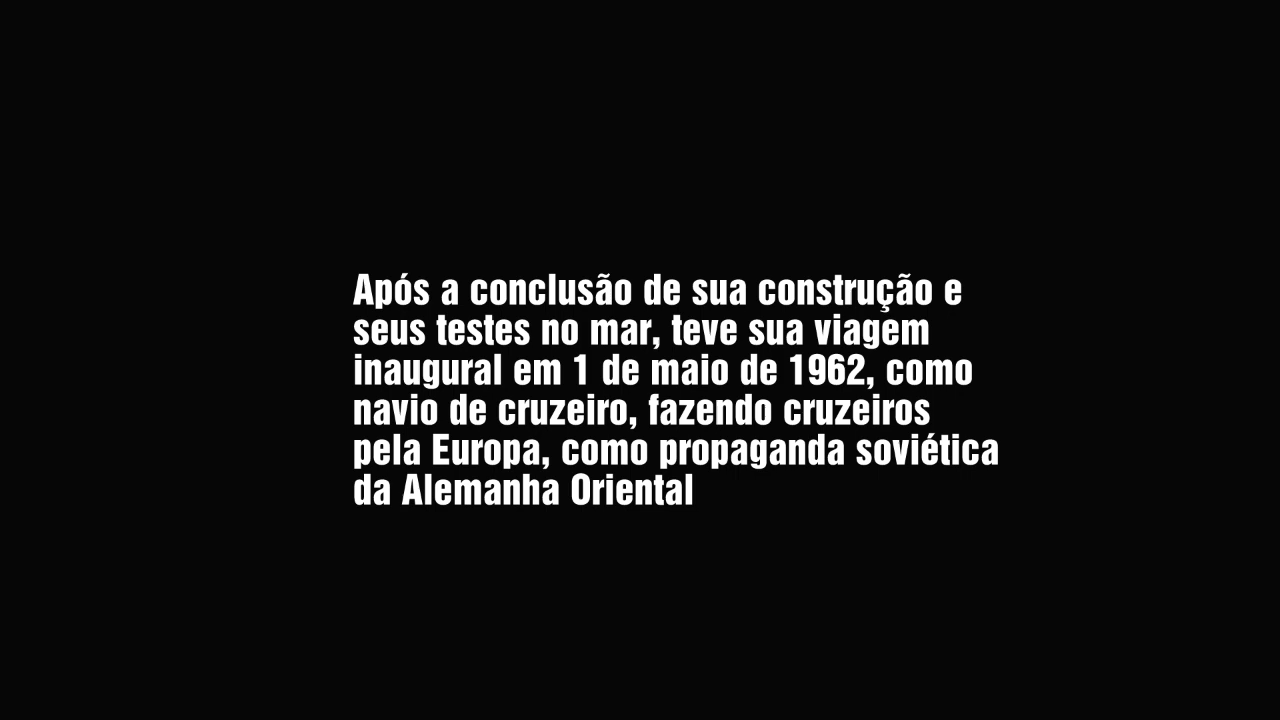 Após a conclusão de sua construção e
seus testes no mar, teve sua viagem
inaugural em 1 de maio de 1962, como
navio de cruzeiro, fazendo cruzeiros
pela Europa, como propaganda soviética
da Alemanha Oriental